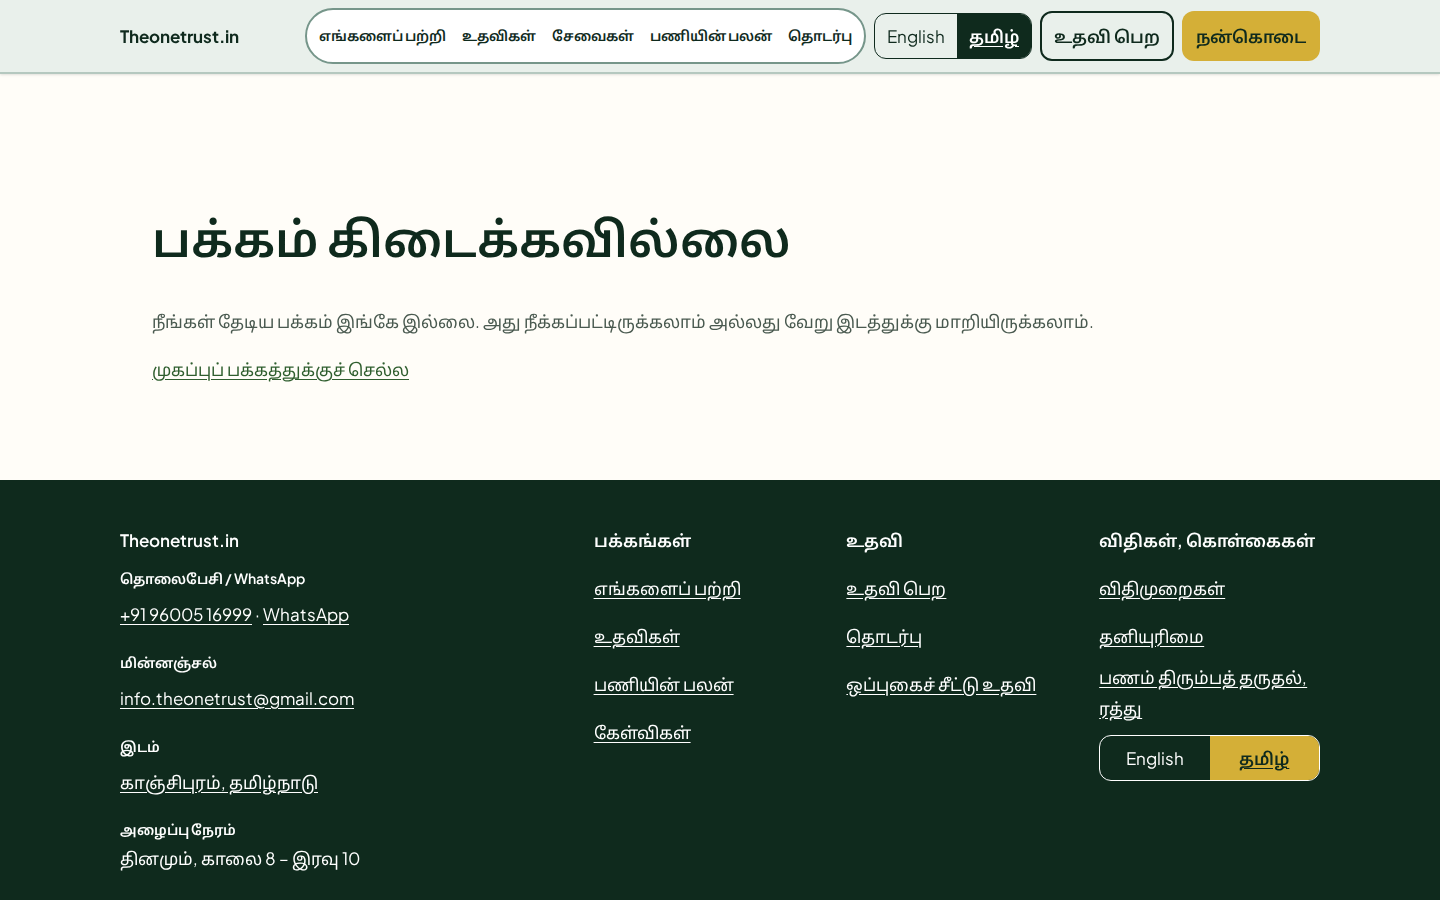 Theonetrust.in
எங்களைப் பற்றி
உதவிகள்
சேவைகள்
பணியின் பலன்
தொடர்பு
English
தமிழ்
உதவி பெற
நன்கொடை
பக்கம் கிடைக்கவில்லை
நீங்கள் தேடிய பக்கம் இங்கே இல்லை. அது நீக்கப்பட்டிருக்கலாம் அல்லது வேறு இடத்துக்கு மாறியிருக்கலாம்.
முகப்புப் பக்கத்துக்குச் செல்ல
Theonetrust.in
தொலைபேசி / WhatsApp
+91 96005 16999 · WhatsApp
மின்னஞ்சல்
info.theonetrust@gmail.com
இடம்
காஞ்சிபுரம், தமிழ்நாடு
அழைப்பு நேரம்
தினமும், காலை 8 – இரவு 10
பக்கங்கள்
எங்களைப் பற்றி
உதவிகள்
பணியின் பலன்
கேள்விகள்
உதவி
உதவி பெற
தொடர்பு
ஒப்புகைச் சீட்டு உதவி
விதிகள், கொள்கைகள்
விதிமுறைகள்
தனியுரிமை
பணம் திரும்பத் தருதல்,
ரத்து
English
தமிழ்